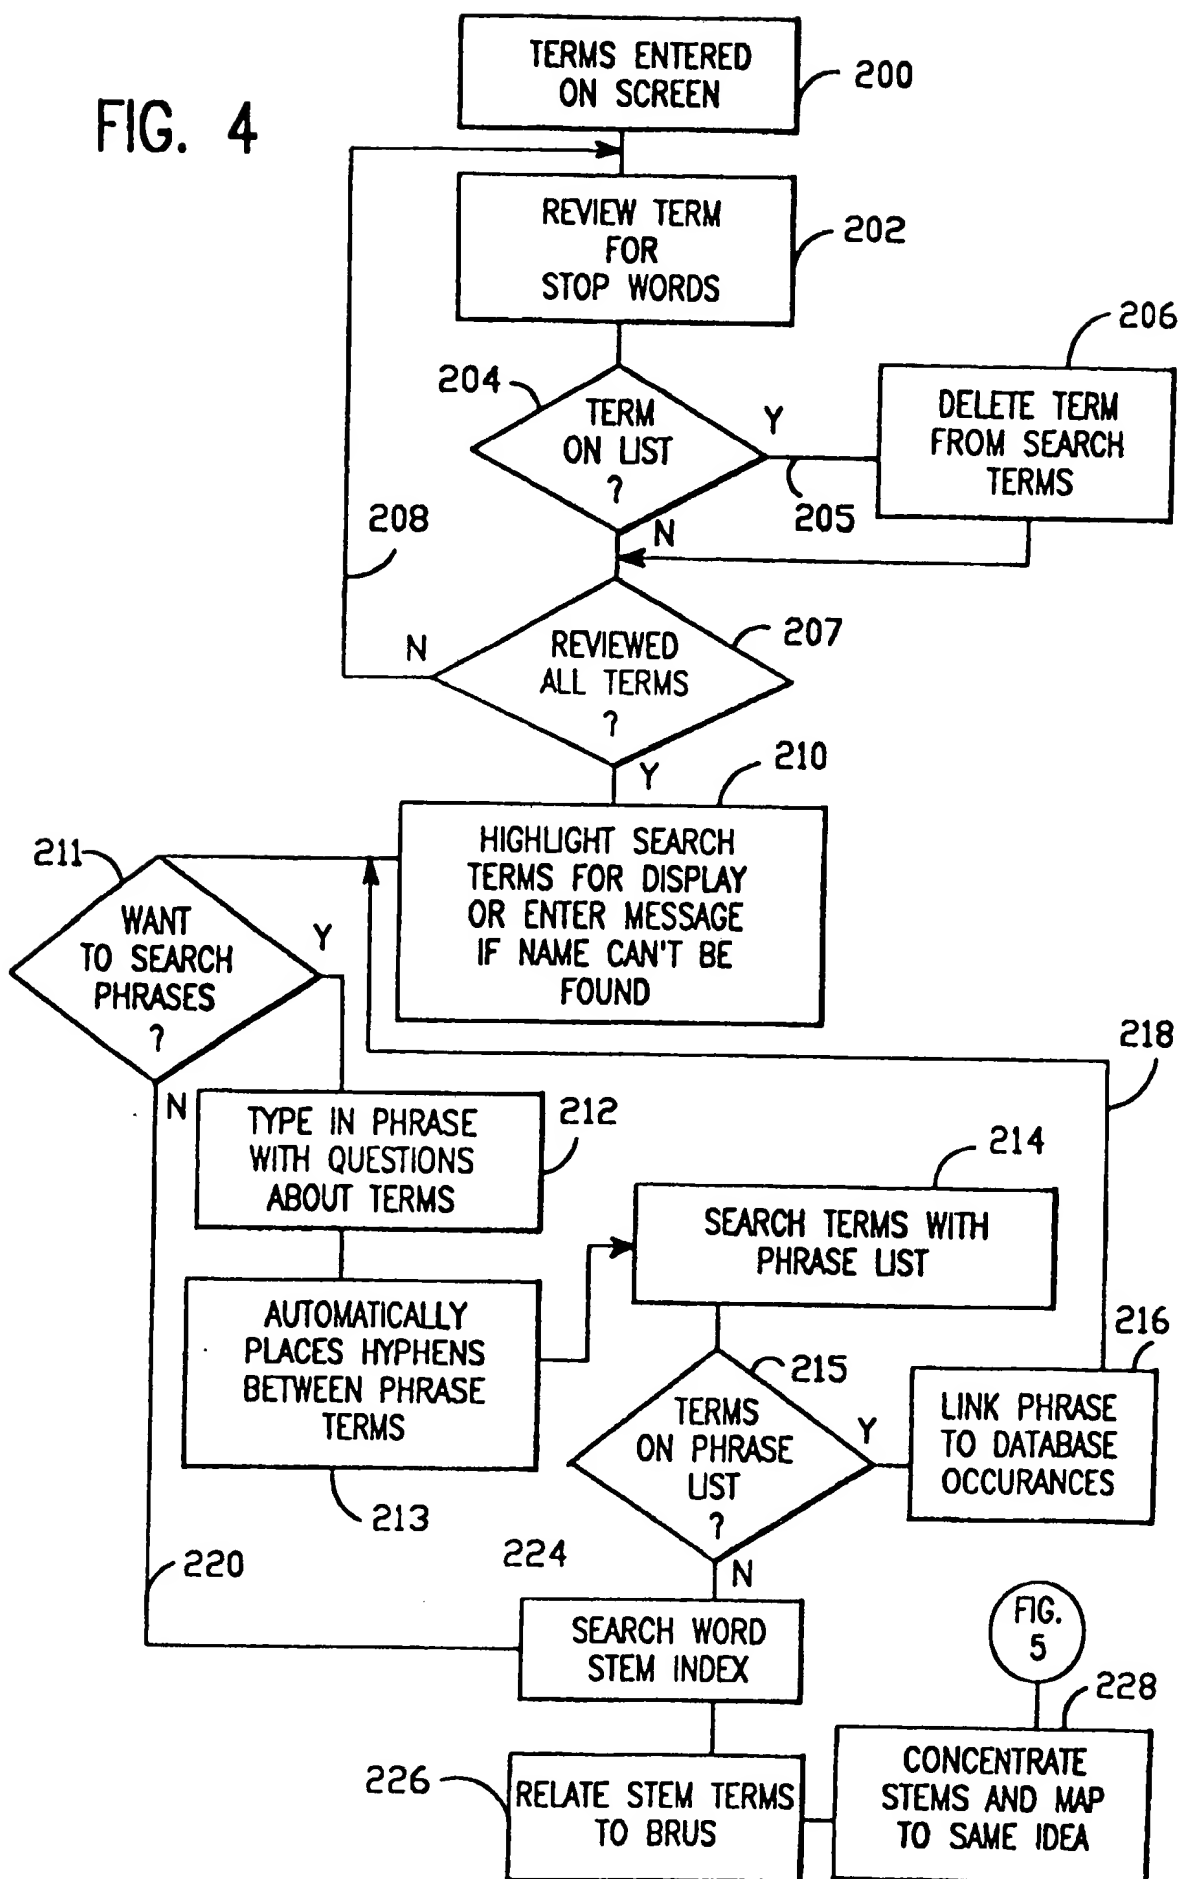 FIG. 4
TERMS ENTERED
ON SCREEN
200
REVIEW TERM
FOR
STOP WORDS
202
204
TERM
ON LIST
?
Y
205
206
DELETE TERM
FROM SEARCH
TERMS
N
208
N
REVIEWED
ALL TERMS
?
207
Y
210
HIGHLIGHT SEARCH
TERMS FOR DISPLAY
OR ENTER MESSAGE
IF NAME CAN'T BE
FOUND
211
WANT
TO SEARCH
PHRASES
?
Y
N
218
TYPE IN PHRASE
WITH QUESTIONS
ABOUT TERMS
212
214
SEARCH TERMS WITH
PHRASE LIST
AUTOMATICALLY
PLACES HYPHENS
BETWEEN PHRASE
TERMS
213
215
TERMS
ON PHRASE
LIST
?
Y
216
LINK PHRASE
TO DATABASE
OCCURANCES
220
224
N
SEARCH WORD
STEM INDEX
FIG.
5
226
RELATE STEM TERMS
TO BRUS
228
CONCENTRATE
STEMS AND MAP
TO SAME IDEA